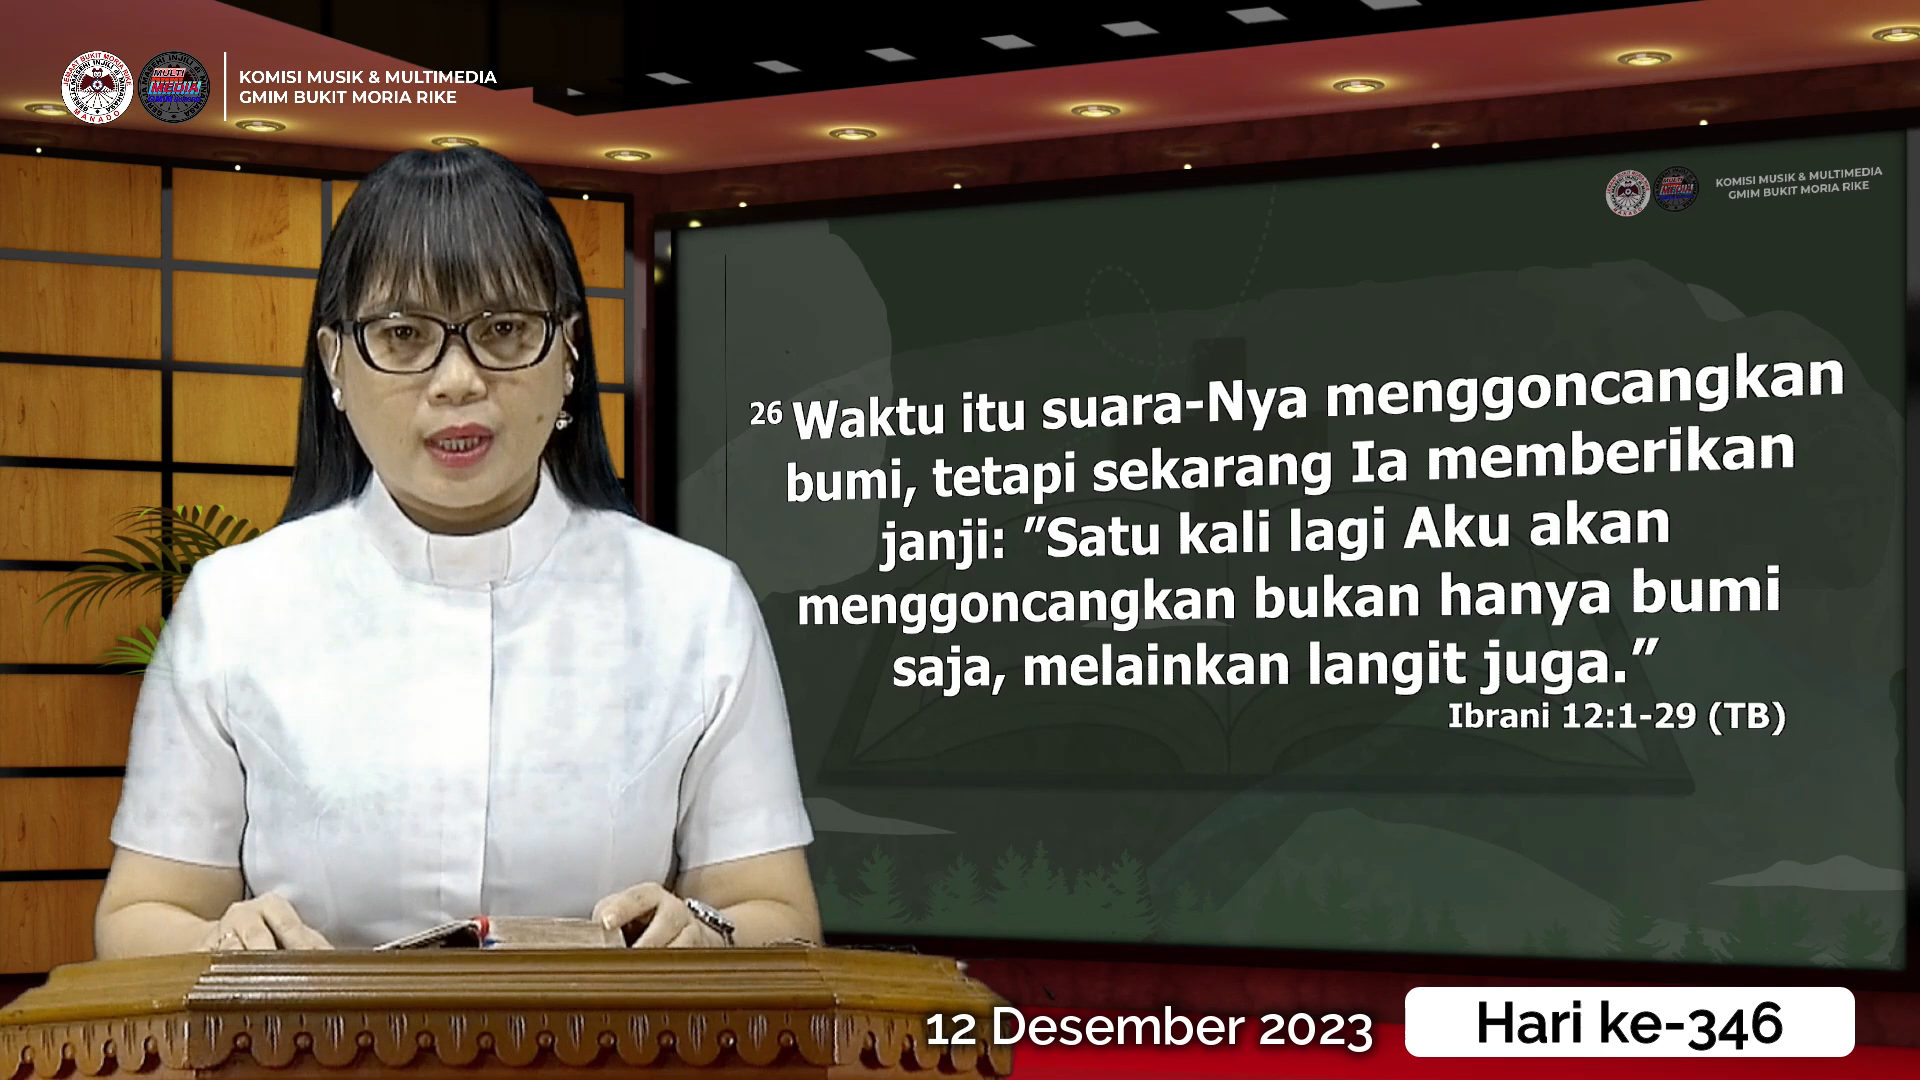 KOMISI MUSIK & MULTIMEDIA
GMIM BUKIT MORIA RIKE
MULTI
MEDIA
KOMISI MUSIK & MULTIMEDIA
GMIM BUKIT MORIA RIKE
26 Waktu itu suara-Nya menggoncangkan
bumi, tetapi sekarang Ia memberikan
janji: ”Satu kali lagi Aku akan
menggoncangkan bukan hanya bumi
saja, melainkan langit juga.”
Ibrani 12:1-29 (TB)
12 Desember 2023
Hari ke-346